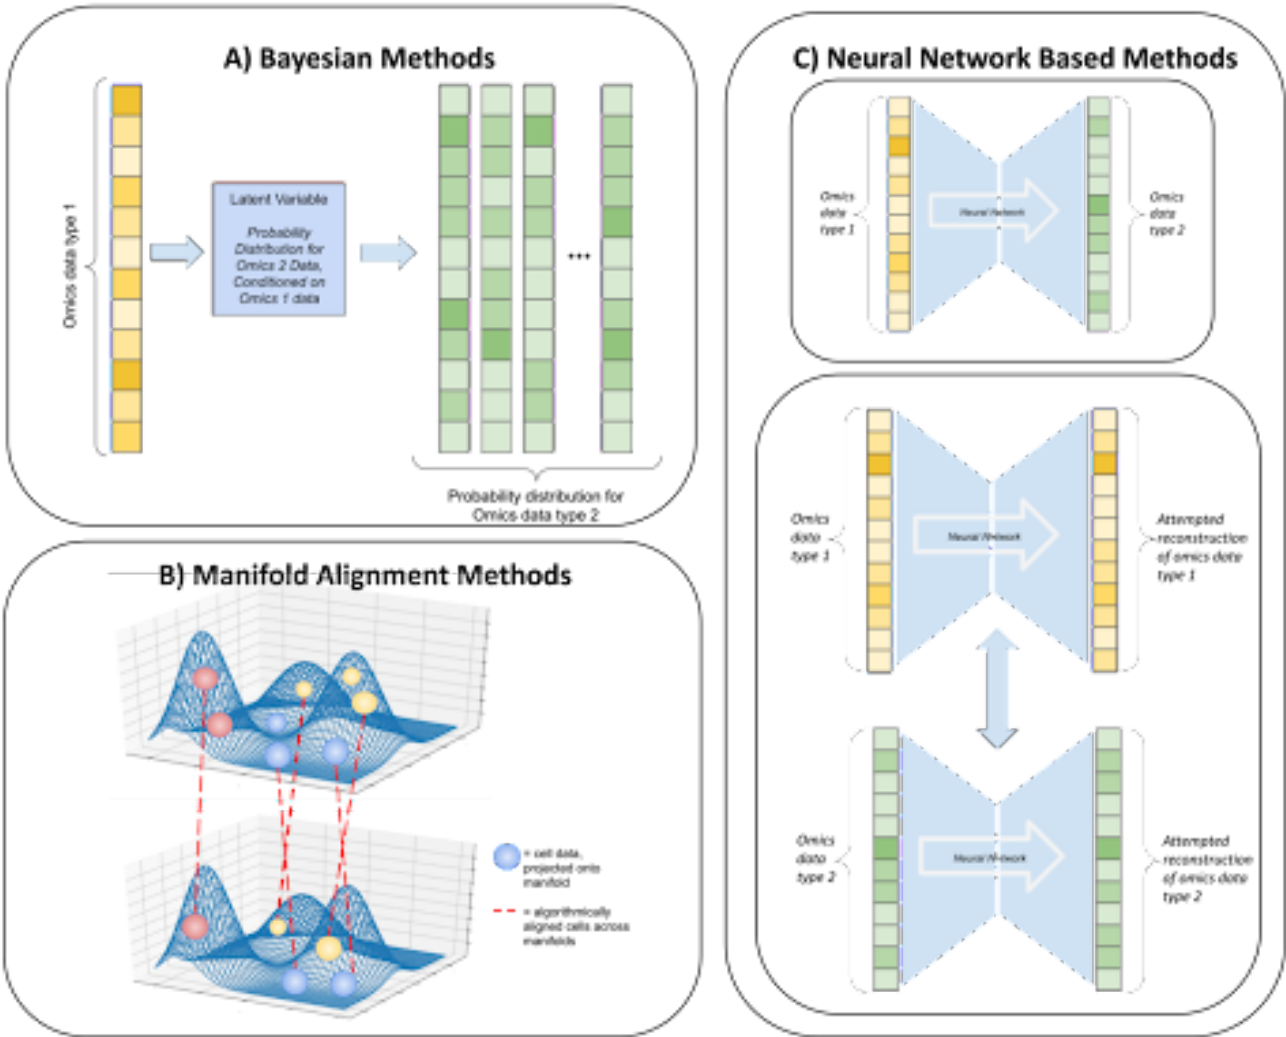 A) Bayesian Methods
Omics data type 1
Latent Variable
Probability
Distribution for
Omics 2 Data,
Conditioned on
Omics 1 data
Probability distribution for
Omics data type 2
B) Manifold Alignment Methods
= cell data,
projected onto
manifold
= algorithmically
aligned cells across
manifolds
C) Neural Network Based Methods
Omics
data
type 1
Neural Network
Omics
data
type 2
Omics
data
type 1
Neural Network
Attempted
reconstruction
of omics data
type 1
Omics
data
type 2
Neural Network
Attempted
reconstruction
of omics data
type 2